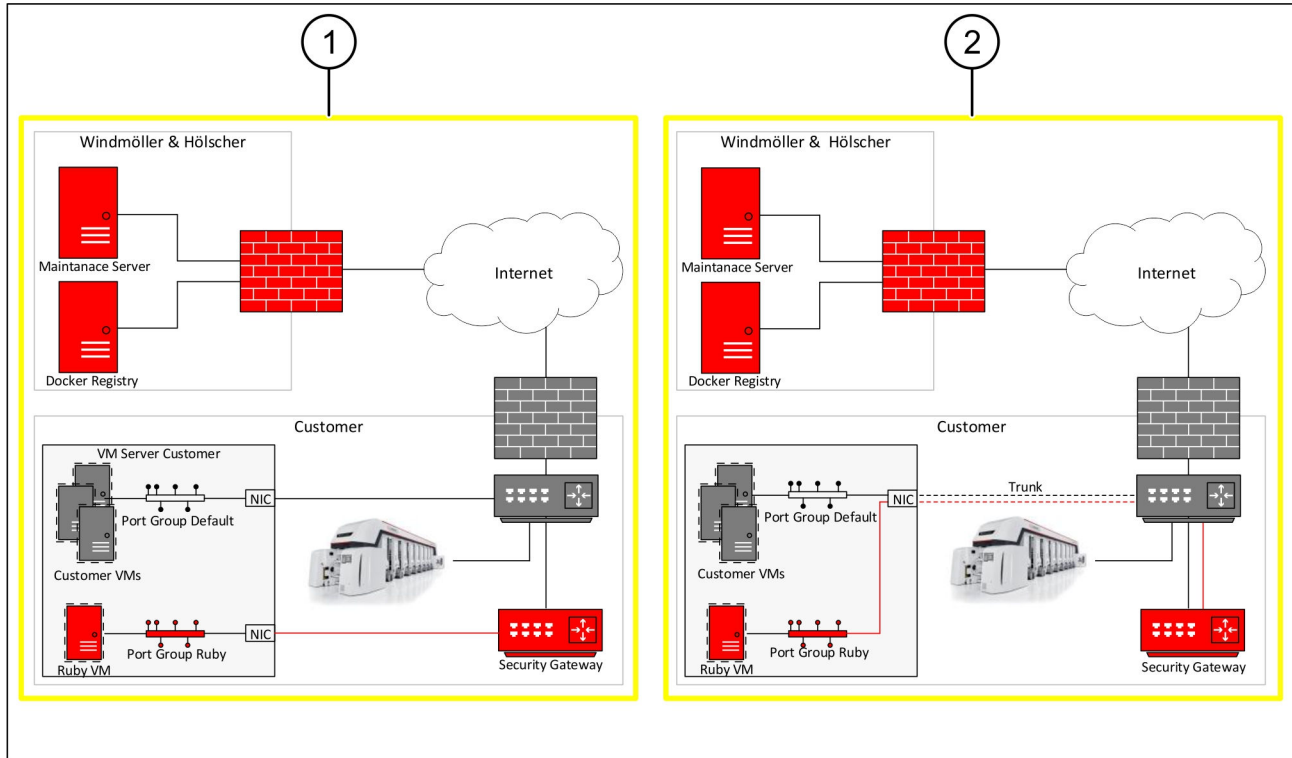 1
Windmöller & Hölscher
Maintanace Server
Internet
Docker Registry
Customer
VM Server Customer
NIC
Port Group Default
Customer VMs
NIC
Port Group Ruby
Ruby VM
Security Gateway
2
Windmöller & Hölscher
Maintanace Server
Internet
Docker Registry
Customer
Trunk
NIC
Port Group Default
Customer VMs
Port Group Ruby
Ruby VM
Security Gateway